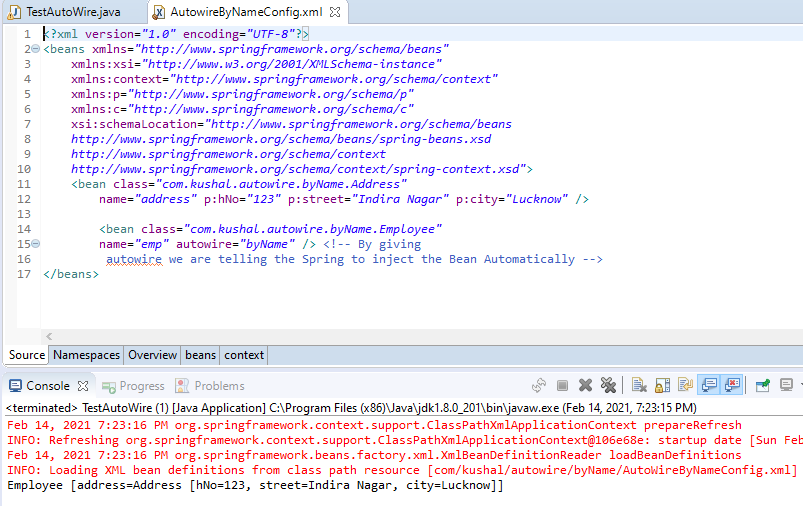 TestAutoWire.java AutowireByNameConfig.xml
1 <?xml version="1.0" encoding="UTF-8"?>
2 <beans xmlns="http://www.springframework.org/schema/beans"
3 xmlns:xsi="http://www.w3.org/2001/XMLSchema-instance"
4 xmlns:context="http://www.springframework.org/schema/context"
5 xmlns:p="http://www.springframework.org/schema/p"
6 xmlns:c="http://www.springframework.org/schema/c"
7 xsi:schemaLocation="http://www.springframework.org/schema/beans
8 http://www.springframework.org/schema/beans/spring-beans.xsd
9 http://www.springframework.org/schema/context
10 http://www.springframework.org/schema/context/spring-context.xsd">
11 <bean class="com.kushal.autowire.byName.Address"
12 name="address" p:hNo="123" p:street="Indira Nagar" p:city="Lucknow" />
13
14 <bean class="com.kushal.autowire.byName.Employee"
15 name="emp" autowire="byName" /> <!-- By giving
16 autowire we are telling the Spring to inject the Bean Automatically -->
17 </beans>
Source Namespaces Overview beans context
Console Progress Problems
<terminated> TestAutoWire (1) [Java Application] C:\Program Files (x86)\Java\jdk1.8.0_201\bin\javaw.exe (Feb 14, 2021, 7:23:15 PM)
Feb 14, 2021 7:23:16 PM org.springframework.context.support.ClassPathXmlApplicationContext prepareRefresh
INFO: Refreshing org.springframework.context.support.ClassPathXmlApplicationContext@106e68e: startup date [Sun Feb
Feb 14, 2021 7:23:16 PM org.springframework.beans.factory.xml.XmlBeanDefinitionReader loadBeanDefinitions
INFO: Loading XML bean definitions from class path resource [com/kushal/autowire/byName/AutoWireByNameConfig.xml]
Employee [address=Address [hNo=123, street=Indira Nagar, city=Lucknow]]